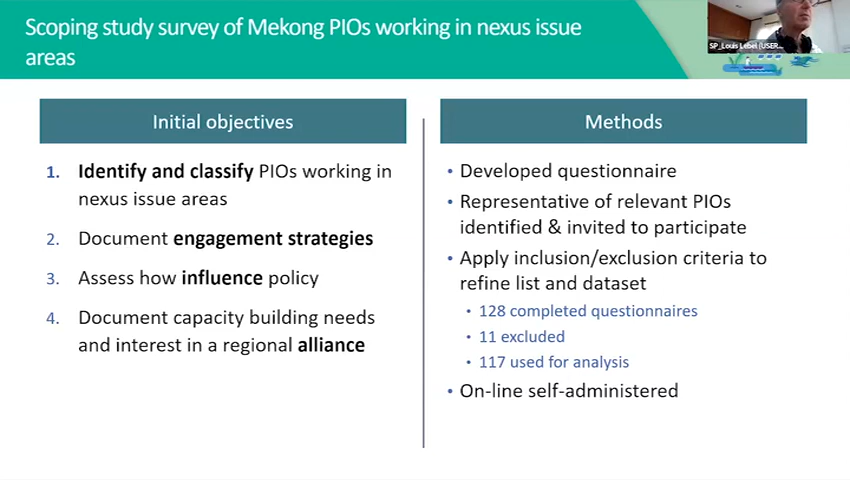 Scoping study survey of Mekong PIOs working in nexus issue
areas
SP_Louis Lebel (USER...
Initial objectives
1. Identify and classify PIOs working in
nexus issue areas
2. Document engagement strategies
3. Assess how influence policy
4. Document capacity building needs
and interest in a regional alliance
Methods
• Developed questionnaire
• Representative of relevant PIOs
identified & invited to participate
• Apply inclusion/exclusion criteria to
refine list and dataset
• 128 completed questionnaires
• 11 excluded
• 117 used for analysis
• On-line self-administered